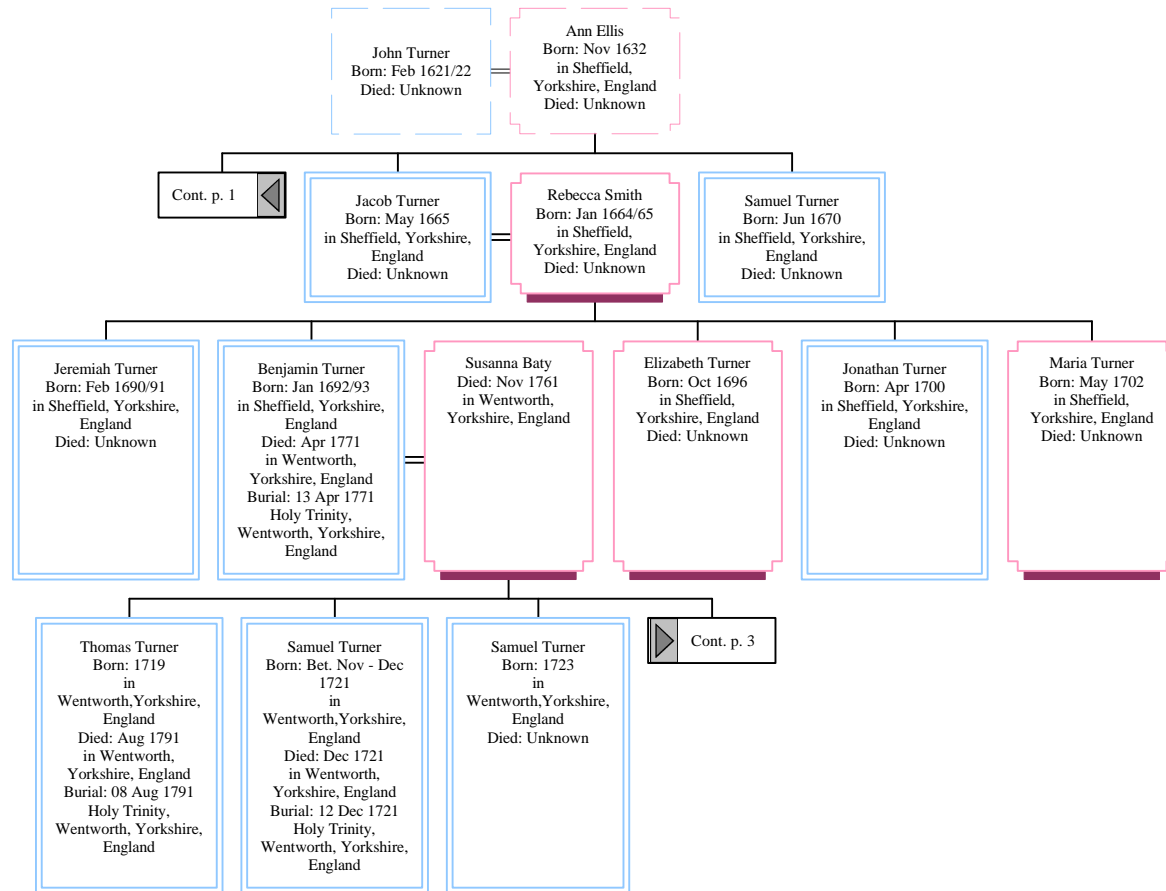 John Turner
Born: Feb 1621/22
Died: Unknown
Ann Ellis
Born: Nov 1632
in Sheffield,
Yorkshire, England
Died: Unknown
Cont. p. 1
Jacob Turner
Born: May 1665
in Sheffield, Yorkshire,
England
Died: Unknown
Rebecca Smith
Born: Jan 1664/65
in Sheffield,
Yorkshire, England
Died: Unknown
Samuel Turner
Born: Jun 1670
in Sheffield, Yorkshire,
England
Died: Unknown
Jeremiah Turner
Born: Feb 1690/91
in Sheffield, Yorkshire,
England
Died: Unknown
Benjamin Turner
Born: Jan 1692/93
in Sheffield, Yorkshire,
England
Died: Apr 1771
in Wentworth,
Yorkshire, England
Burial: 13 Apr 1771
Holy Trinity,
Wentworth, Yorkshire,
England
Susanna Baty
Died: Nov 1761
in Wentworth,
Yorkshire, England
Elizabeth Turner
Born: Oct 1696
in Sheffield,
Yorkshire, England
Died: Unknown
Jonathan Turner
Born: Apr 1700
in Sheffield, Yorkshire,
England
Died: Unknown
Maria Turner
Born: May 1702
in Sheffield,
Yorkshire, England
Died: Unknown
Thomas Turner
Born: 1719
in
Wentworth,Yorkshire,
England
Died: Aug 1791
in Wentworth,
Yorkshire, England
Burial: 08 Aug 1791
Holy Trinity,
Wentworth, Yorkshire,
England
Samuel Turner
Born: Bet. Nov - Dec
1721
in
Wentworth,Yorkshire,
England
Died: Dec 1721
in Wentworth,
Yorkshire, England
Burial: 12 Dec 1721
Holy Trinity,
Wentworth, Yorkshire,
England
Samuel Turner
Born: 1723
in
Wentworth,Yorkshire,
England
Died: Unknown
Cont. p. 3